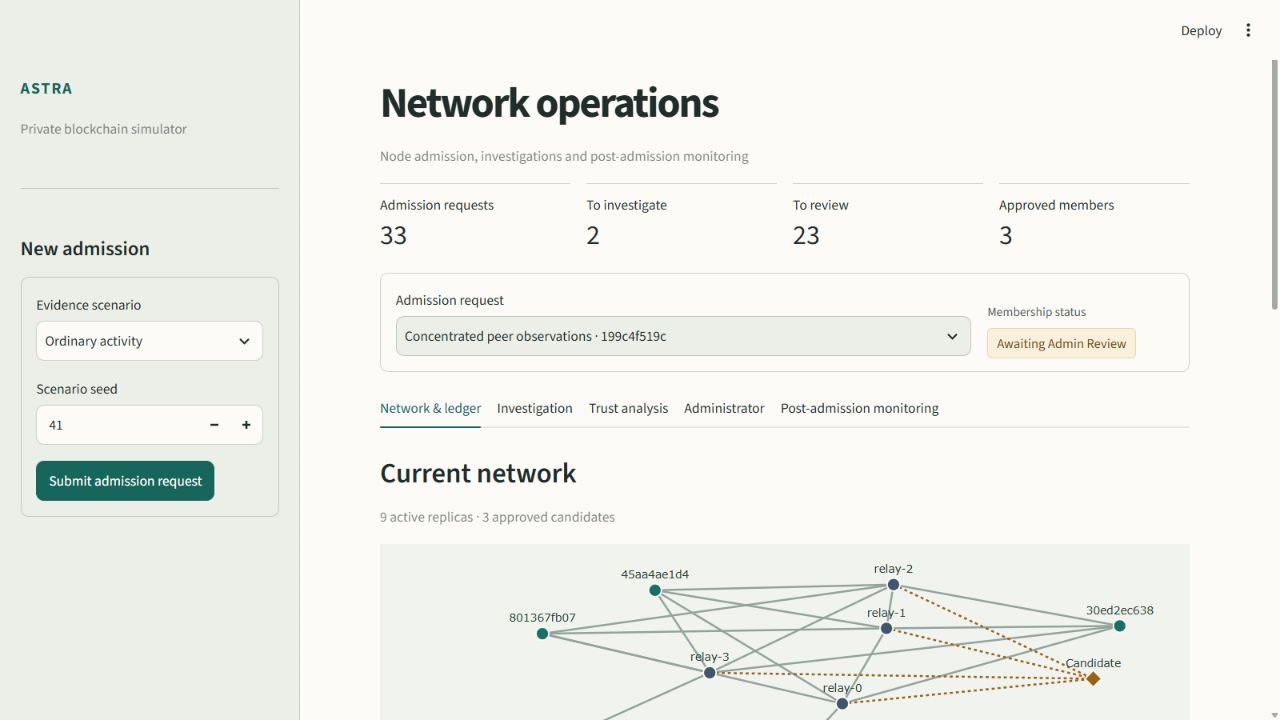 Deploy
ASTRA
Private blockchain simulator
New admission
Evidence scenario
Ordinary activity
Scenario seed
41
Submit admission request
Network operations
Node admission, investigations and post-admission monitoring
Admission requests
33
To investigate
2
To review
23
Approved members
3
Admission request
Concentrated peer observations · 199c4f519c
Membership status
Awaiting Admin Review
Network & ledger
Investigation
Trust analysis
Administrator
Post-admission monitoring
Current network
9 active replicas · 3 approved candidates
relay-2
45aa4ae1d4
30ed2ec638
relay-1
801367fb07
relay-3
Candidate
relay-0